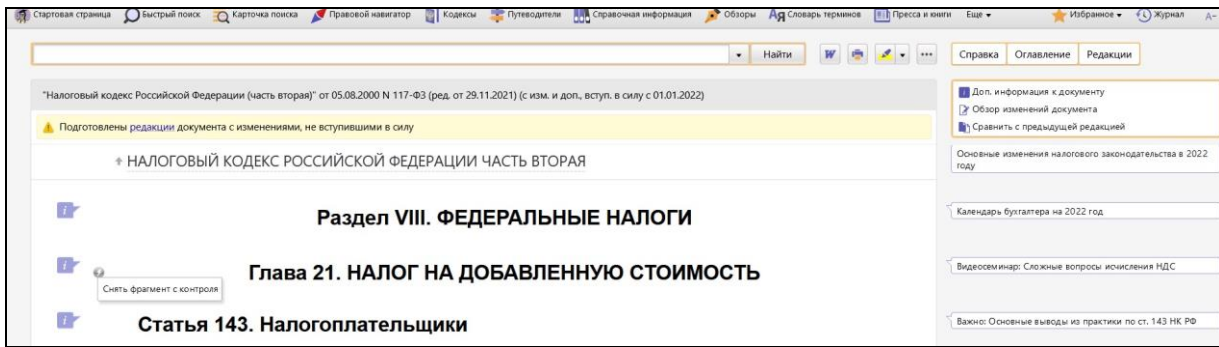 Стартовая страница Быстрый поиск Карточка поиска Правовой навигатор Кодексы Путеводители Справочная информация Обзоры Словарь терминов Пресса и книги Еще Избранное Журнал А-
Найти W ... Справка Оглавление Редакции
"Налоговый кодекс Российской Федерации (часть вторая)" от 05.08.2000 N 117-ФЗ (ред. от 29.11.2021) (с изм. и доп., вступ. в силу с 01.01.2022)
Подготовлены редакции документа с изменениями, не вступившими в силу
НАЛОГОВЫЙ КОДЕКС РОССИЙСКОЙ ФЕДЕРАЦИИ ЧАСТЬ ВТОРАЯ
Раздел VIII. ФЕДЕРАЛЬНЫЕ НАЛОГИ
Глава 21. НАЛОГ НА ДОБАВЛЕННУЮ СТОИМОСТЬ
Снять фрагмент с контроля
Статья 143. Налогоплательщики
Доп. информация к документу
Обзор изменений документа
Сравнить с предыдущей редакцией
Основные изменения налогового законодательства в 2022
году
Календарь бухгалтера на 2022 год
Видеосеминар: Сложные вопросы исчисления НДС
Важно: Основные выводы из практики по ст. 143 НК РФ